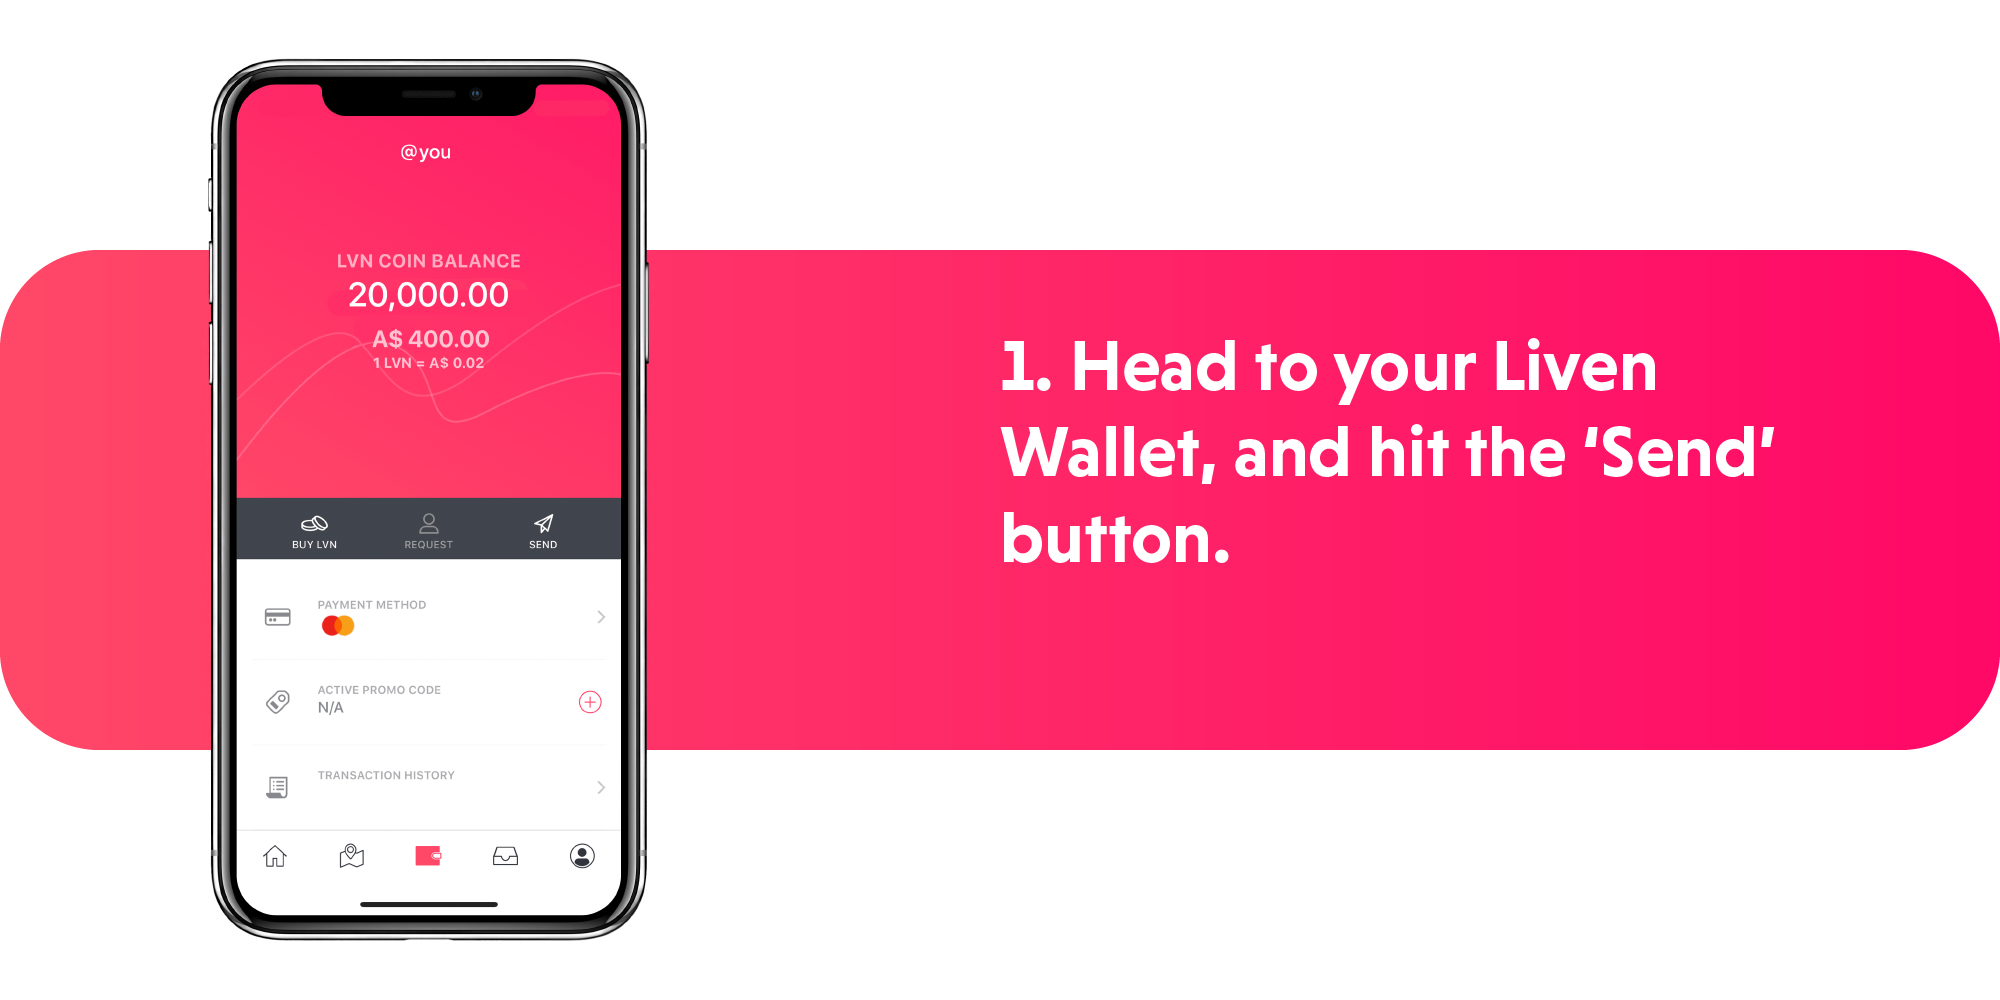 @you
LVN COIN BALANCE
20,000.00
A$ 400.00
1 LVN = A$ 0.02
BUY LVN
REQUEST
SEND
PAYMENT METHOD
ACTIVE PROMO CODE
N/A
TRANSACTION HISTORY
1. Head to your Liven
Wallet, and hit the ‘Send’
button.